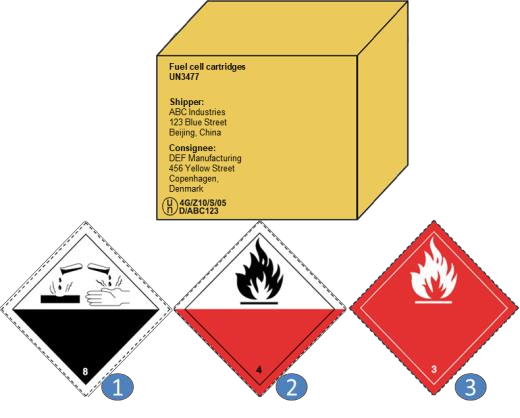 Fuel cell cartridges
UN3477
Shipper:
ABC Industries
123 Blue Street
Beijing, China
Consignee:
DEF Manufacturing
456 Yellow Street
Copenhagen,
Denmark
un 4G/Z10/S/05
D/ABC123
8
4
3
1
2
3